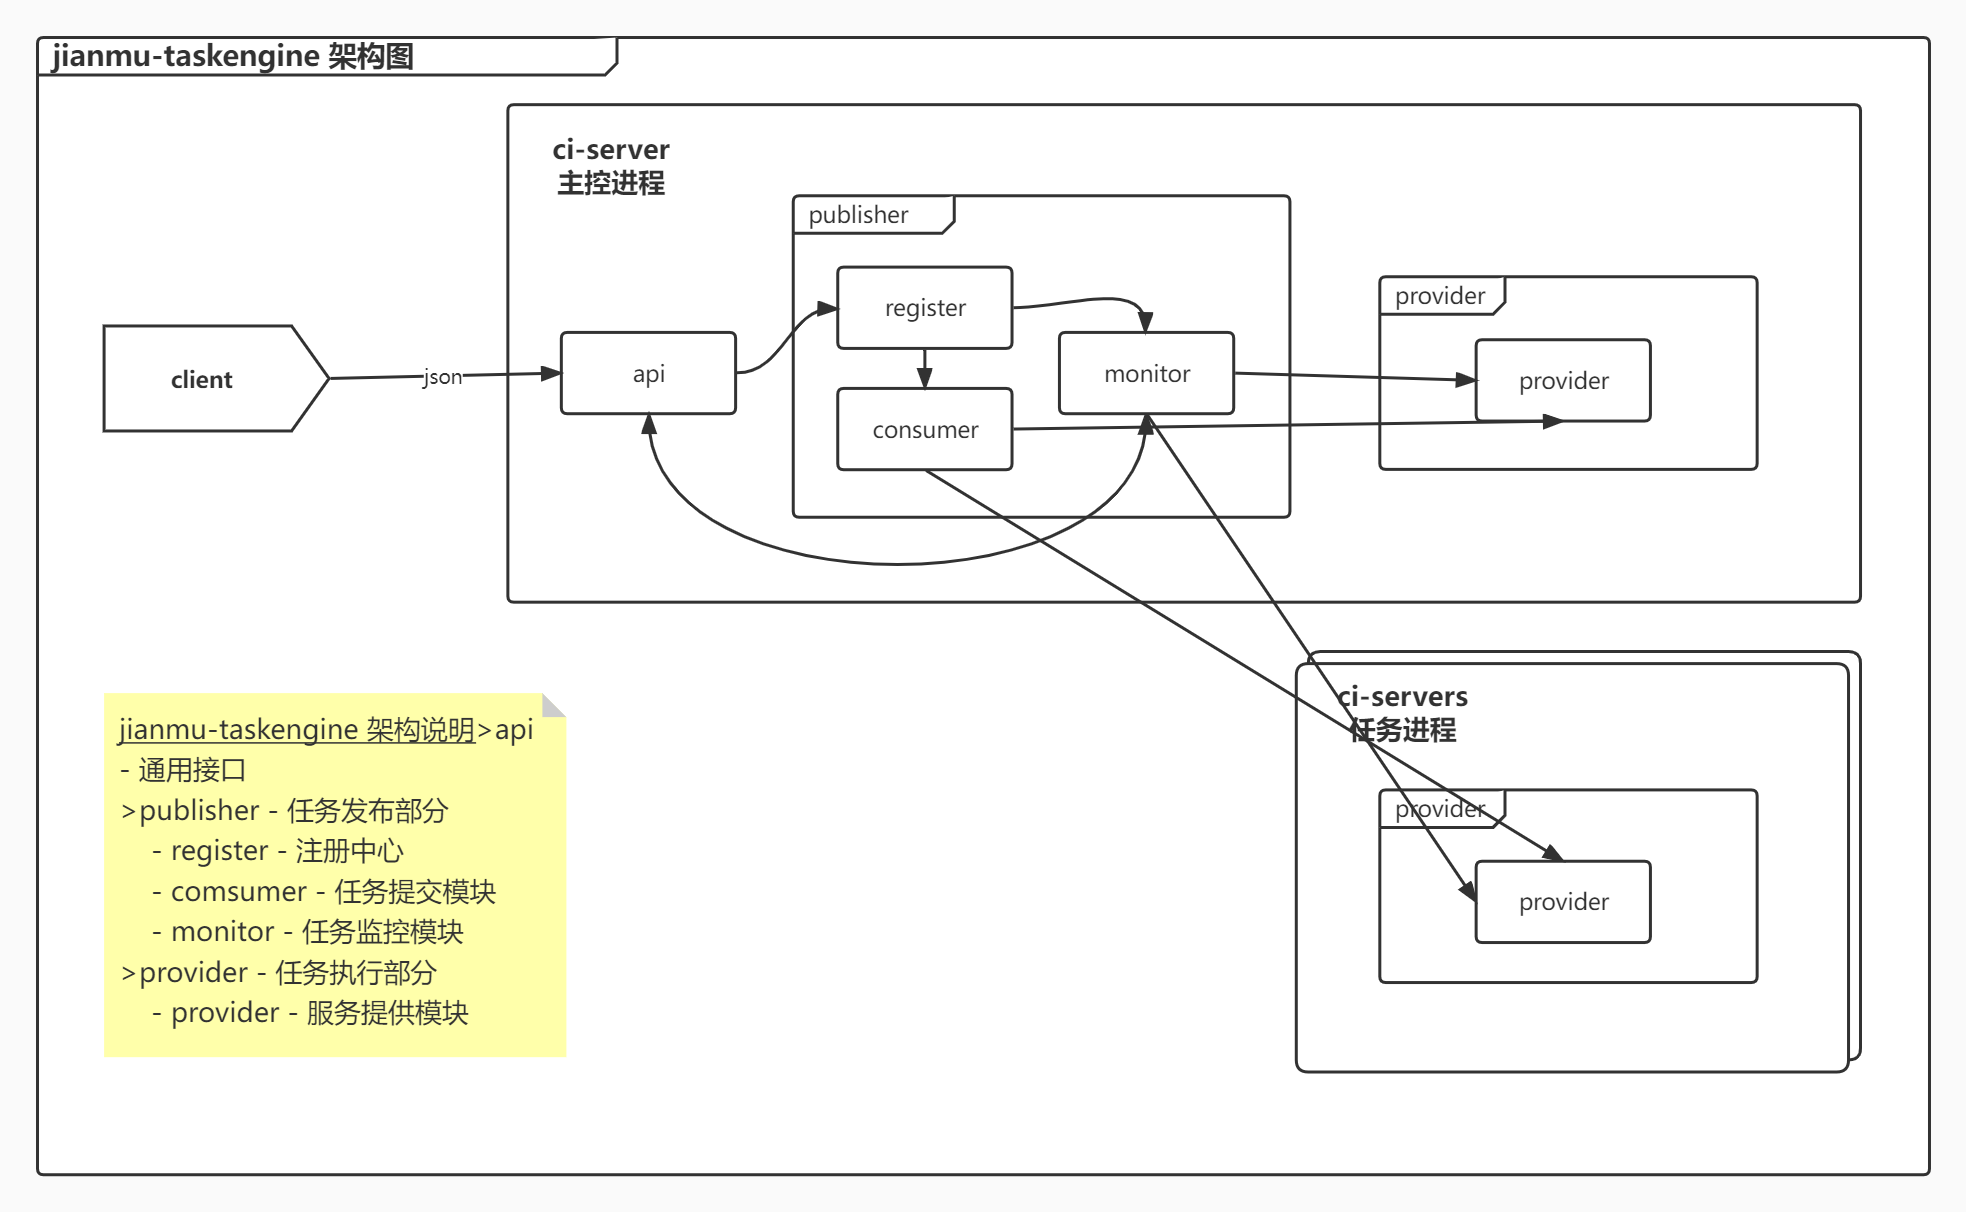 jianmu-taskengine 架构图
ci-server
主控进程
publisher
register
provider
client
json
api
monitor
provider
consumer
ci-servers
任务进程
provider
provider
jianmu-taskengine 架构说明>api
- 通用接口
>publisher - 任务发布部分
- register - 注册中心
- comsumer - 任务提交模块
- monitor - 任务监控模块
>provider - 任务执行部分
- provider - 服务提供模块